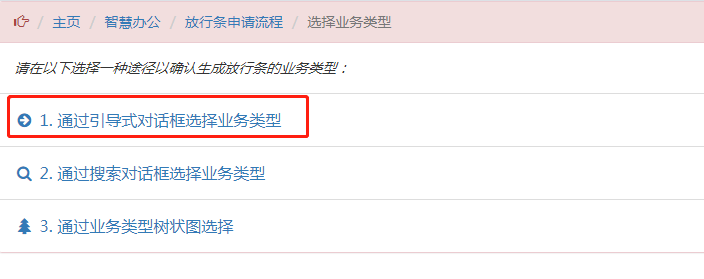 主页 / 智慧办公 / 放行条申请流程 / 选择业务类型
请在以下选择一种途径以确认生成放行条的业务类型：
1. 通过引导式对话框选择业务类型
2. 通过搜索对话框选择业务类型
3. 通过业务类型树状图选择